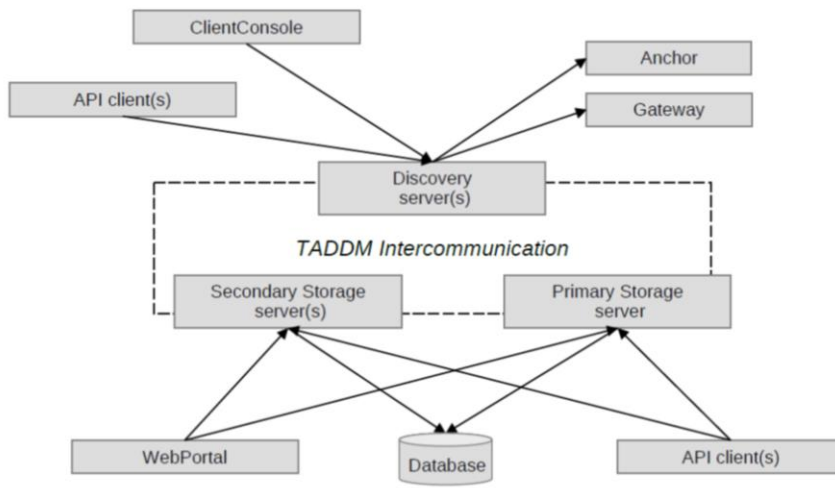 ClientConsole
Anchor
API client(s)
Gateway
Discovery
server(s)
TADDM Intercommunication
Secondary Storage
server(s)
Primary Storage
server
WebPortal
Database
API client(s)